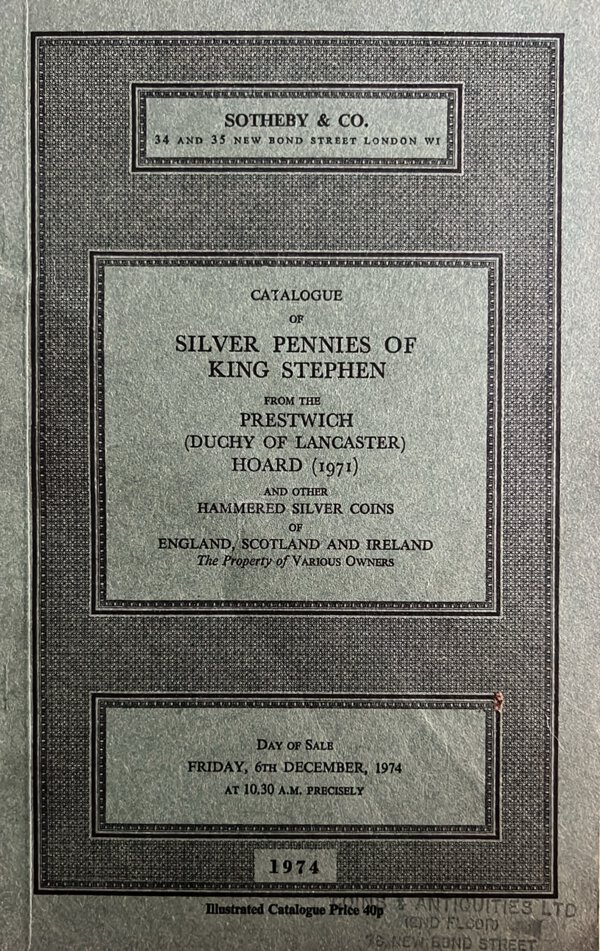 SOTHEBY & CO.
34 AND 35 NEW BOND STREET LONDON W1
CATALOGUE
OF
SILVER PENNIES OF
KING STEPHEN
FROM THE
PRESTWICH
(DUCHY OF LANCASTER)
HOARD (1971)
AND OTHER
HAMMERED SILVER COINS
OF
ENGLAND, SCOTLAND AND IRELAND
The Property of VARIOUS OWNERS
DAY OF SALE
FRIDAY, 6TH DECEMBER, 1974
AT 10.30 A.M. PRECISELY
1974
Illustrated Catalogue Price 40p
& ANTIQUITIES LTD
(2ND FLOOR)
NEW BOND STREET